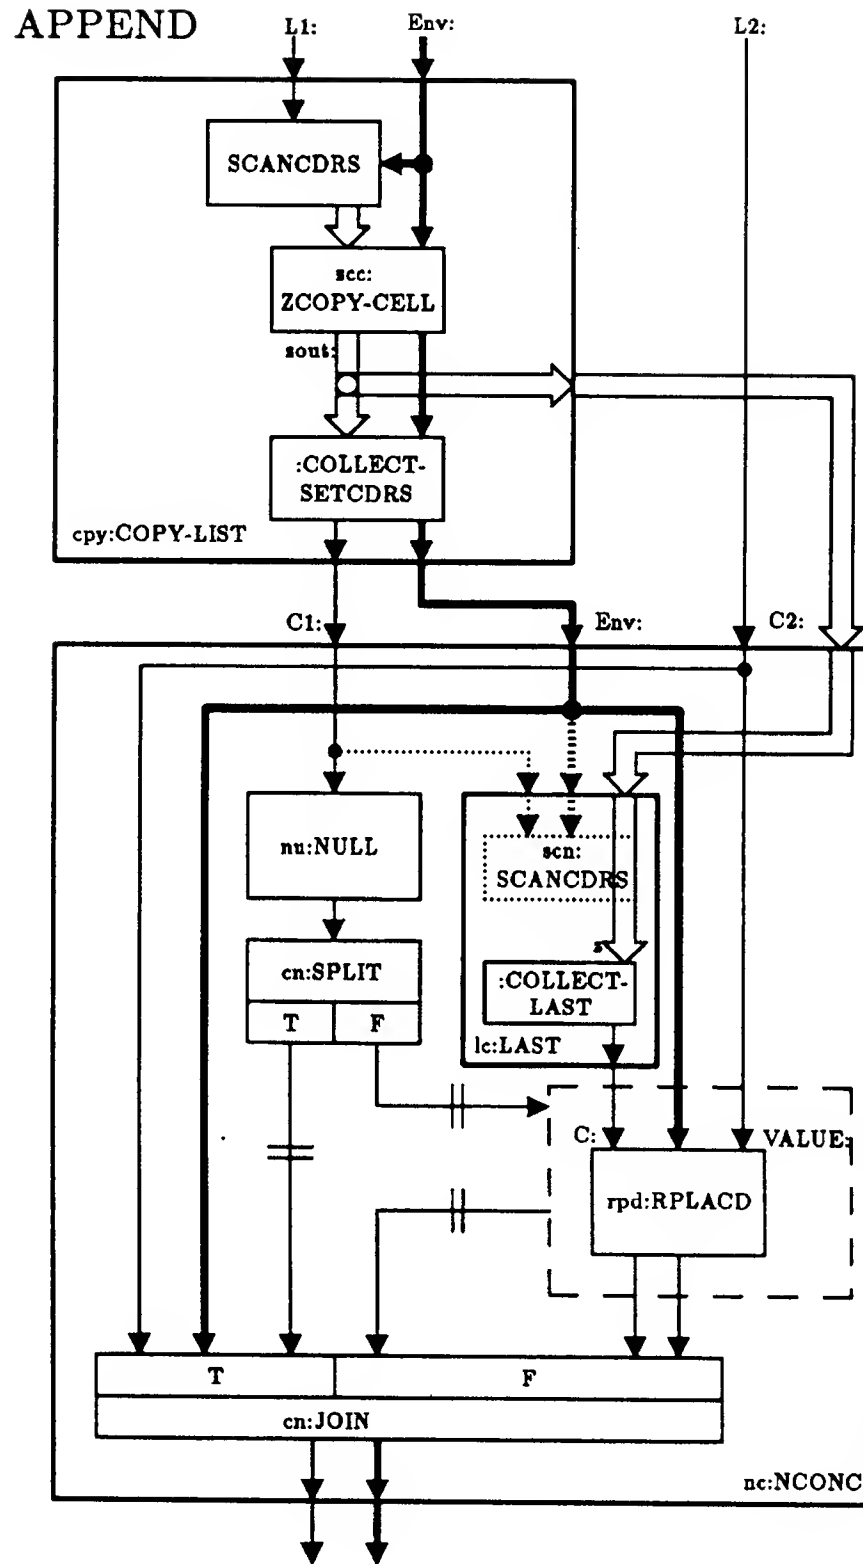 APPEND
L1:
Env:
L2:
SCANCDRS
scc:
ZCOPY-CELL
sout:
:COLLECT-
SETCDRS
cpy:COPY-LIST
C1:
Env:
C2:
nu:NULL
scn:
SCANCDRS
cn:SPLIT
T
F
s
:COLLECT-
LAST
lc:LAST
C:
VALUE:
rpd:RPLACD
T
F
cn:JOIN
nc:NCONC